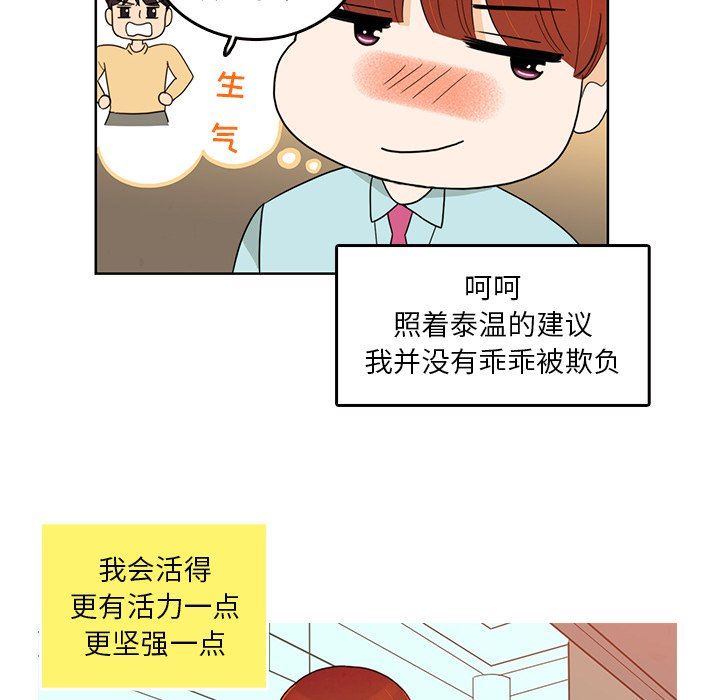 生
气
呵呵
照着泰温的建议
我并没有乖乖被欺负
我会活得
更有活力一点
更坚强一点